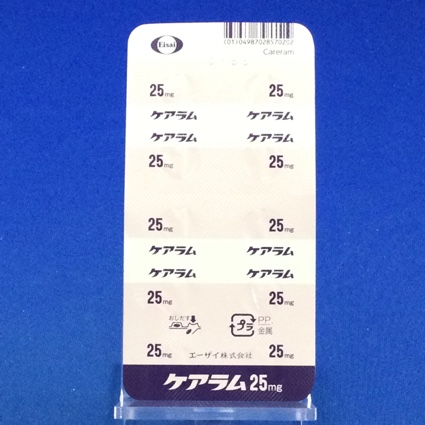 Eisai
(01)04987028570202
Careram
25mg 25mg
ケアラム ケアラム
ケアラム ケアラム
25mg 25mg
25mg 25mg
ケアラム ケアラム
ケアラム ケアラム
25mg
おしだす プラ PP
金属
25mg エーザイ株式会社 25mg
ケアラム25mg